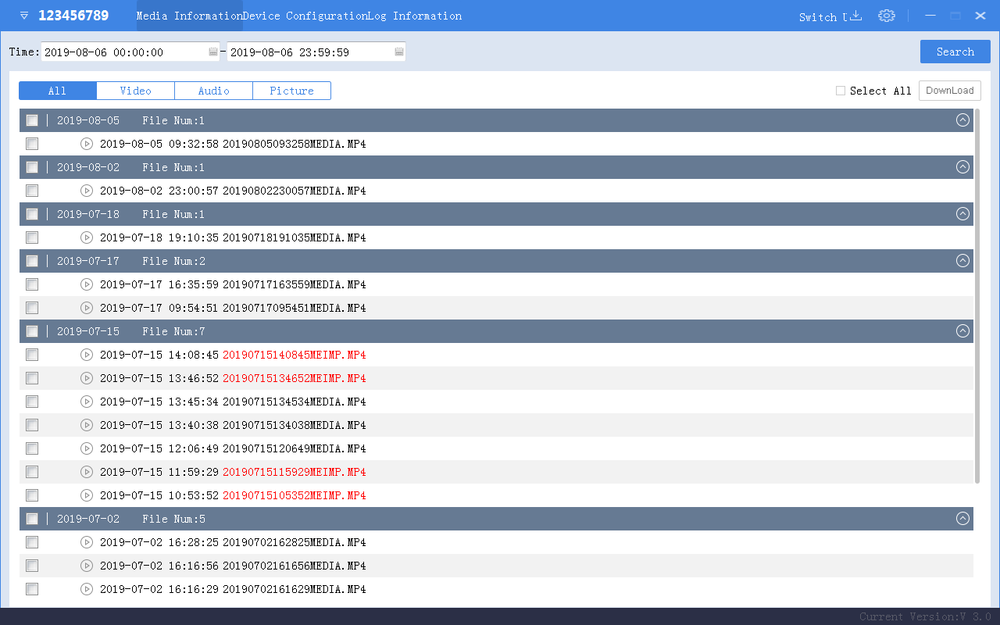 123456789 Media Information Device Configuration Log Information Switch U
Time: 2019-08-06 00:00:00 - 2019-08-06 23:59:59 Search
All Video Audio Picture Select All DownLoad
2019-08-05 File Num:1
2019-08-05 09:32:58 20190805093258MEDIA.MP4
2019-08-02 File Num:1
2019-08-02 23:00:57 20190802230057MEDIA.MP4
2019-07-18 File Num:1
2019-07-18 19:10:35 20190718191035MEDIA.MP4
2019-07-17 File Num:2
2019-07-17 16:35:59 20190717163559MEDIA.MP4
2019-07-17 09:54:51 20190717095451MEDIA.MP4
2019-07-15 File Num:7
2019-07-15 14:08:45 20190715140845MEIMP.MP4
2019-07-15 13:46:52 20190715134652MEIMP.MP4
2019-07-15 13:45:34 20190715134534MEDIA.MP4
2019-07-15 13:40:38 20190715134038MEDIA.MP4
2019-07-15 12:06:49 20190715120649MEDIA.MP4
2019-07-15 11:59:29 20190715115929MEIMP.MP4
2019-07-15 10:53:52 20190715105352MEIMP.MP4
2019-07-02 File Num:5
2019-07-02 16:28:25 20190702162825MEDIA.MP4
2019-07-02 16:16:56 20190702161656MEDIA.MP4
2019-07-02 16:16:29 20190702161629MEDIA.MP4
Current Version:V 3.0